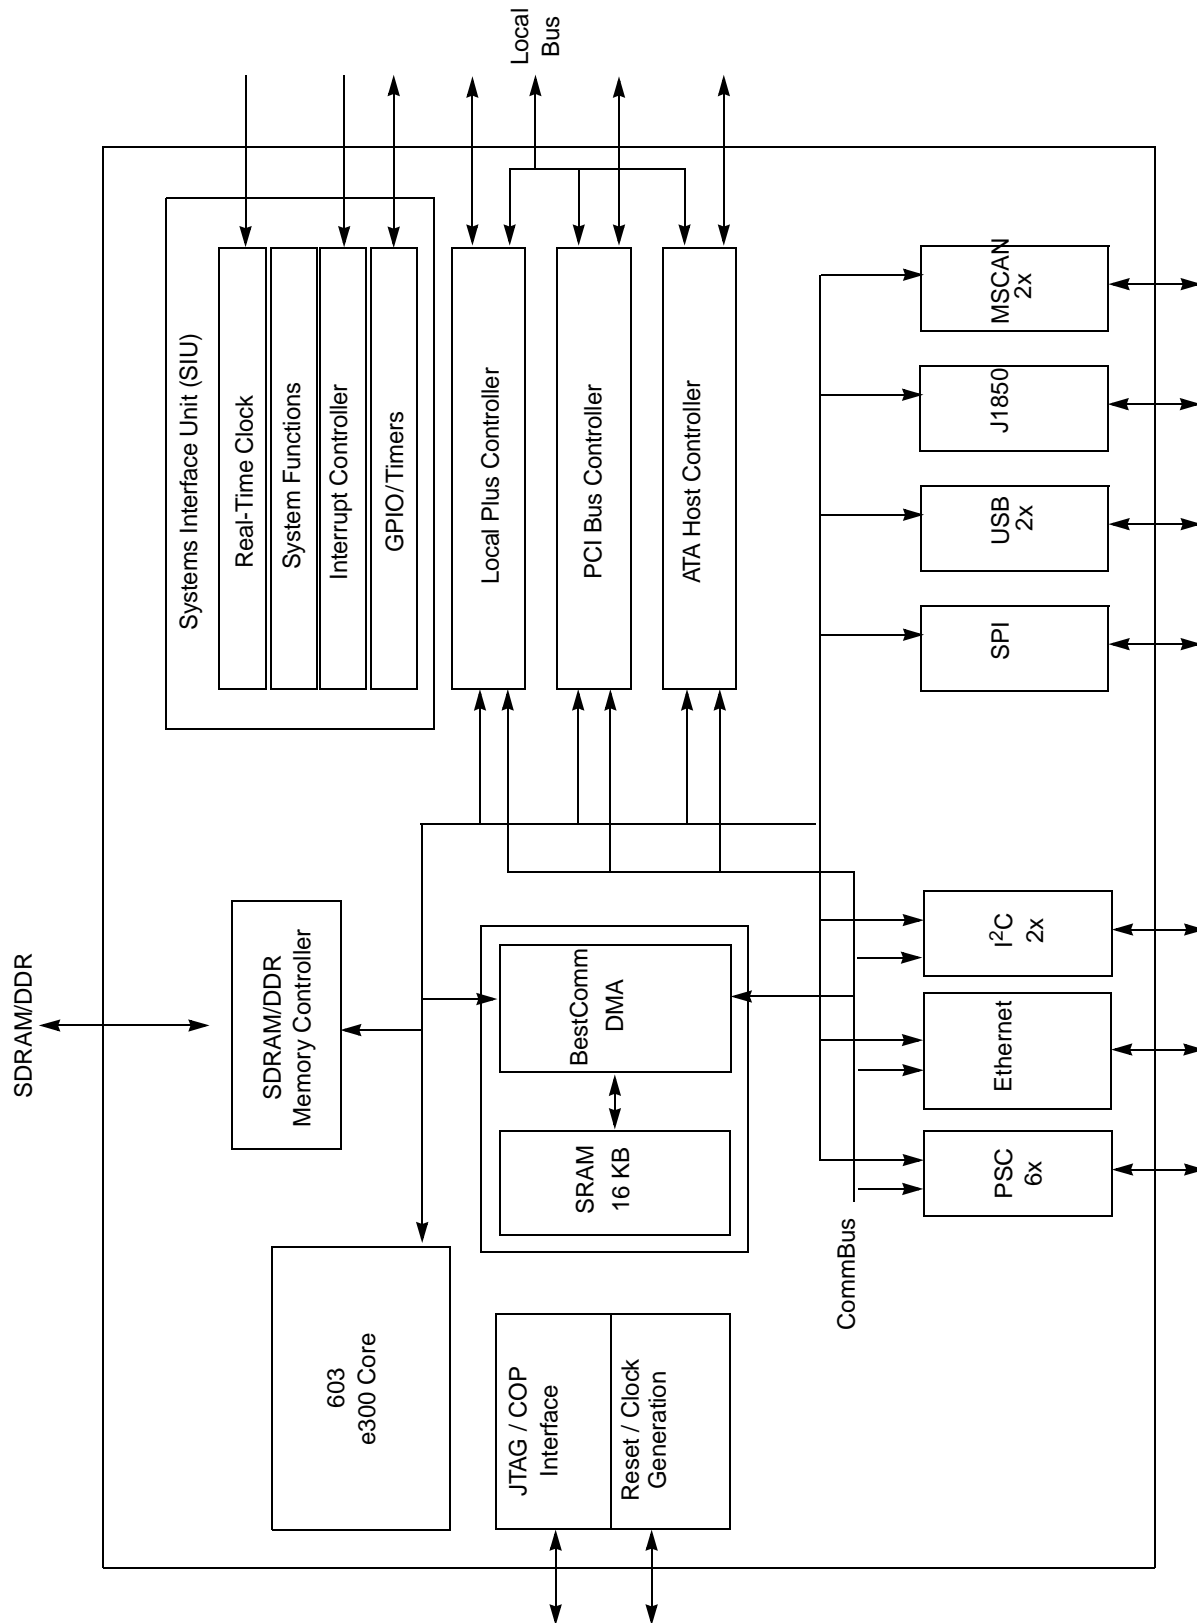 SDRAM/DDR
Local
Bus
Systems Interface Unit (SIU)
Real-Time Clock
System Functions
Interrupt Controller
GPIO/Timers
Local Plus Controller
PCI Bus Controller
ATA Host Controller
SDRAM/DDR
Memory Controller
603
e300 Core
BestComm
DMA
SRAM
16 KB
JTAG / COP
Interface
Reset / Clock
Generation
CommBus
MSCAN
2x
J1850
USB
2x
SPI
I²C
2x
Ethernet
PSC
6x